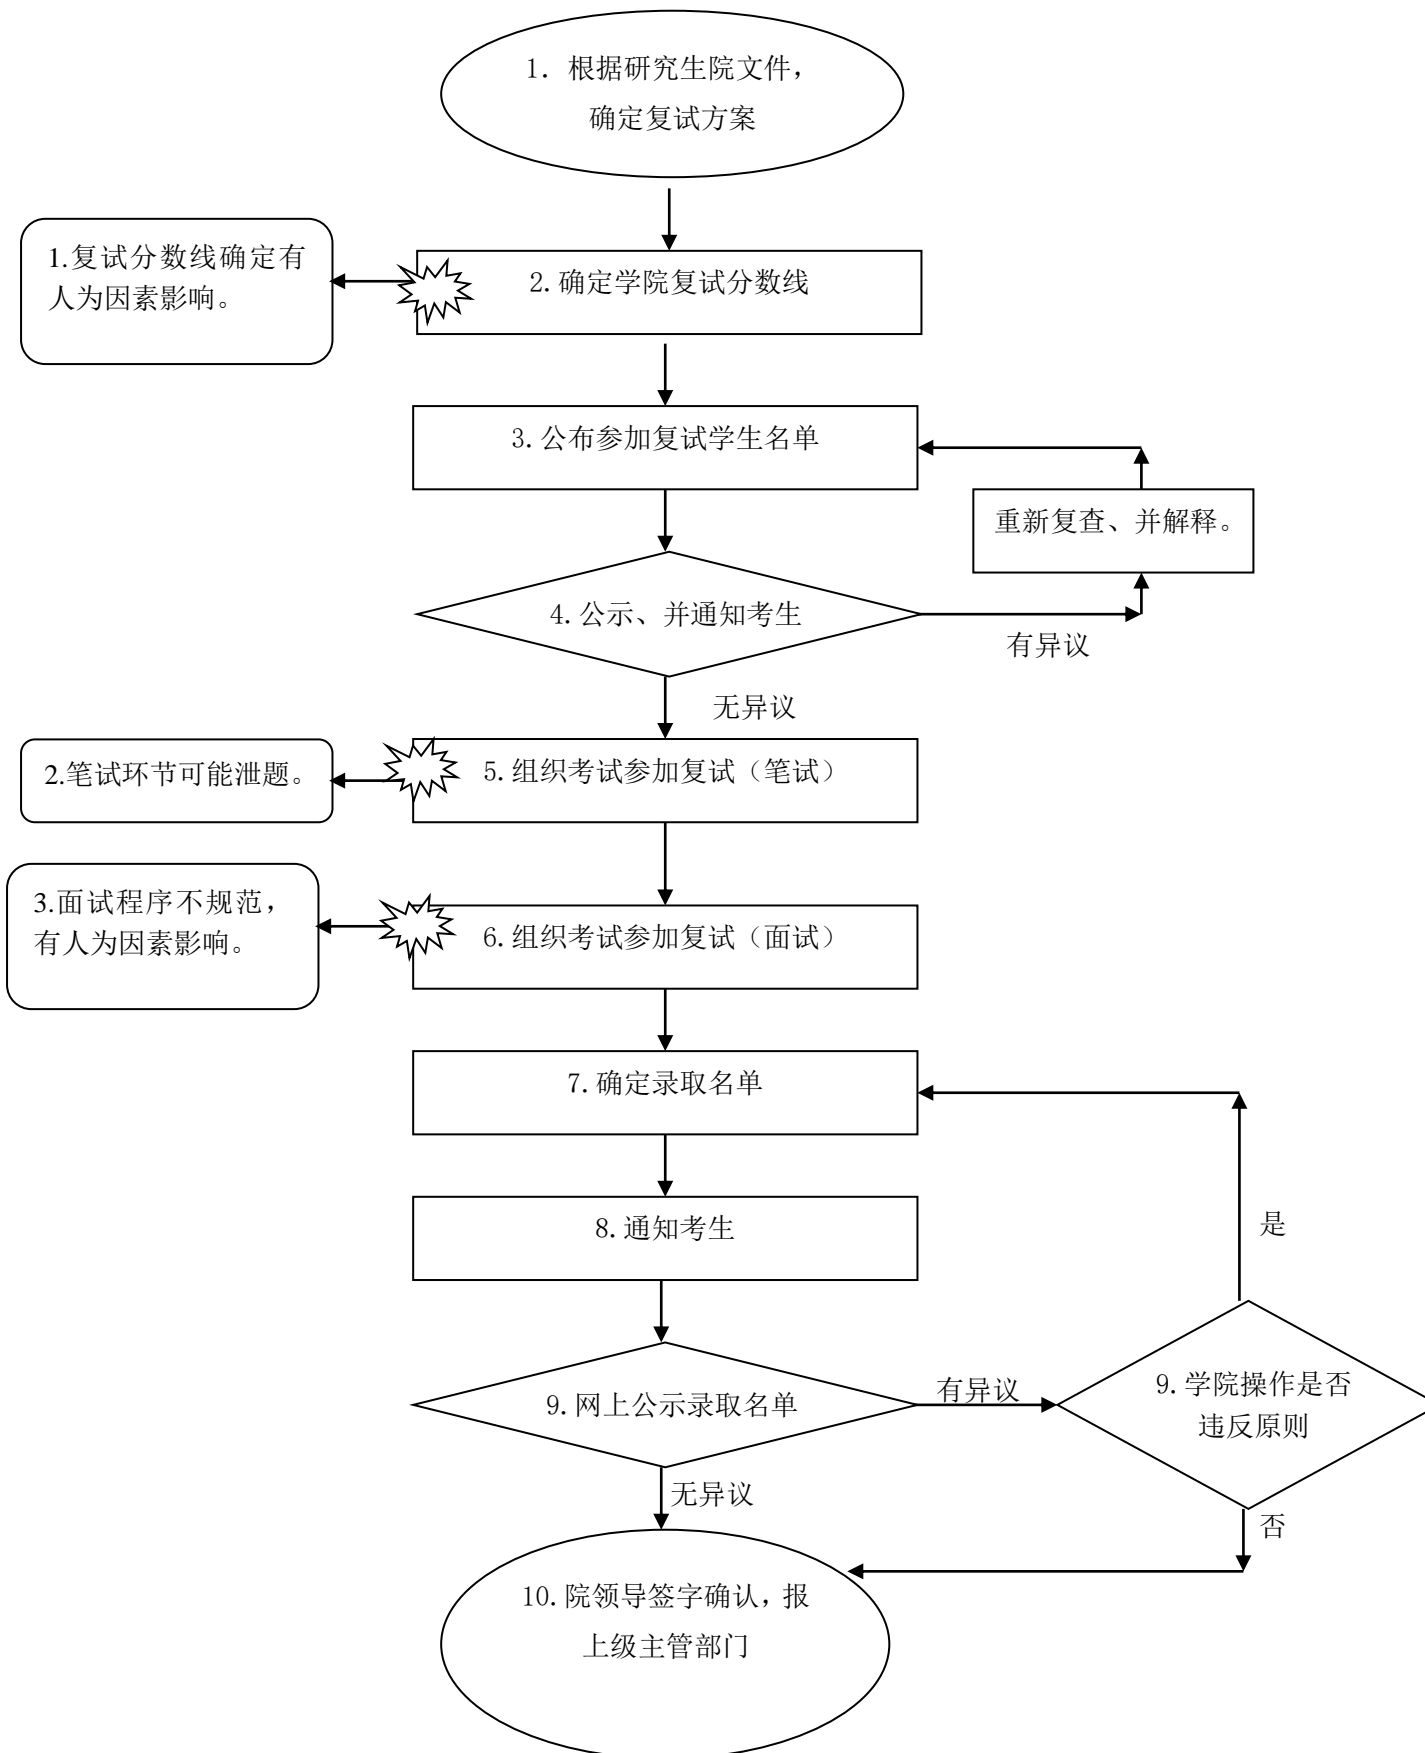 1. 根据研究生院文件，
确定复试方案
1.复试分数线确定有
人为因素影响。
2.确定学院复试分数线
3.公布参加复试学生名单
重新复查、并解释。
4.公示、并通知考生
有异议
无异议
2.笔试环节可能泄题。
5.组织考试参加复试（笔试）
3.面试程序不规范，
有人为因素影响。
6.组织考试参加复试（面试）
7.确定录取名单
8.通知考生
是
9.网上公示录取名单
有异议
9.学院操作是否
违反原则
无异议
否
10.院领导签字确认，报
上级主管部门